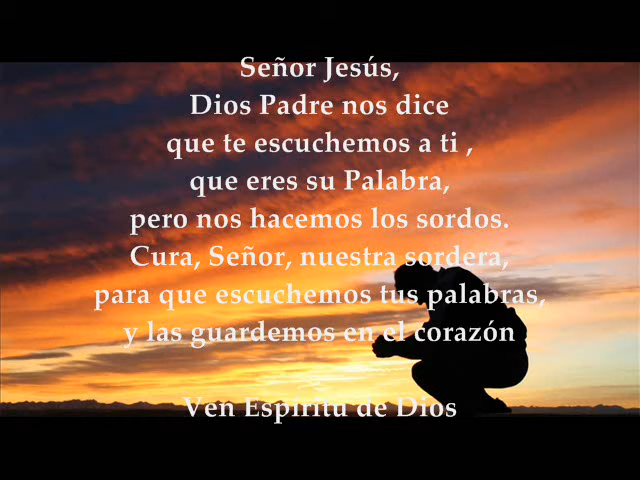 Señor Jesús,
Dios Padre nos dice
que te escuchemos a ti ,
que eres su Palabra,
pero nos hacemos los sordos.
Cura, Señor, nuestra sordera,
para que escuchemos tus palabras,
y las guardemos en el corazón
Ven Espíritu de Dios